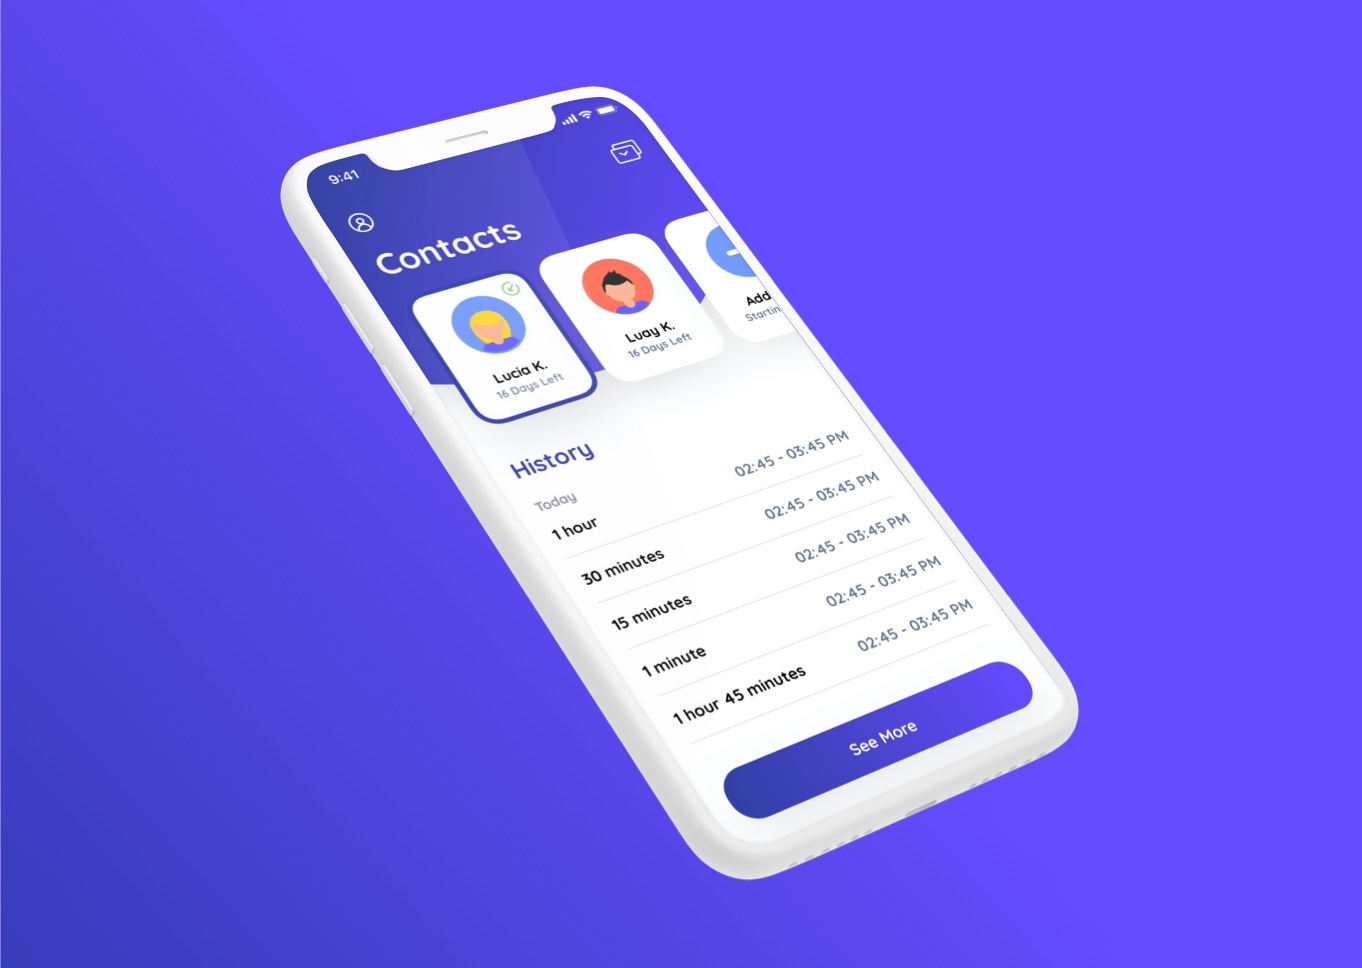 9:41
Contacts
Lucia K.
16 Days Left
Luay K.
16 Days Left
Add
Startin
History
Today
1 hour
02:45 - 03:45 PM
30 minutes
02:45 - 03:45 PM
15 minutes
02:45 - 03:45 PM
1 minute
02:45 - 03:45 PM
1 hour 45 minutes
02:45 - 03:45 PM
See More